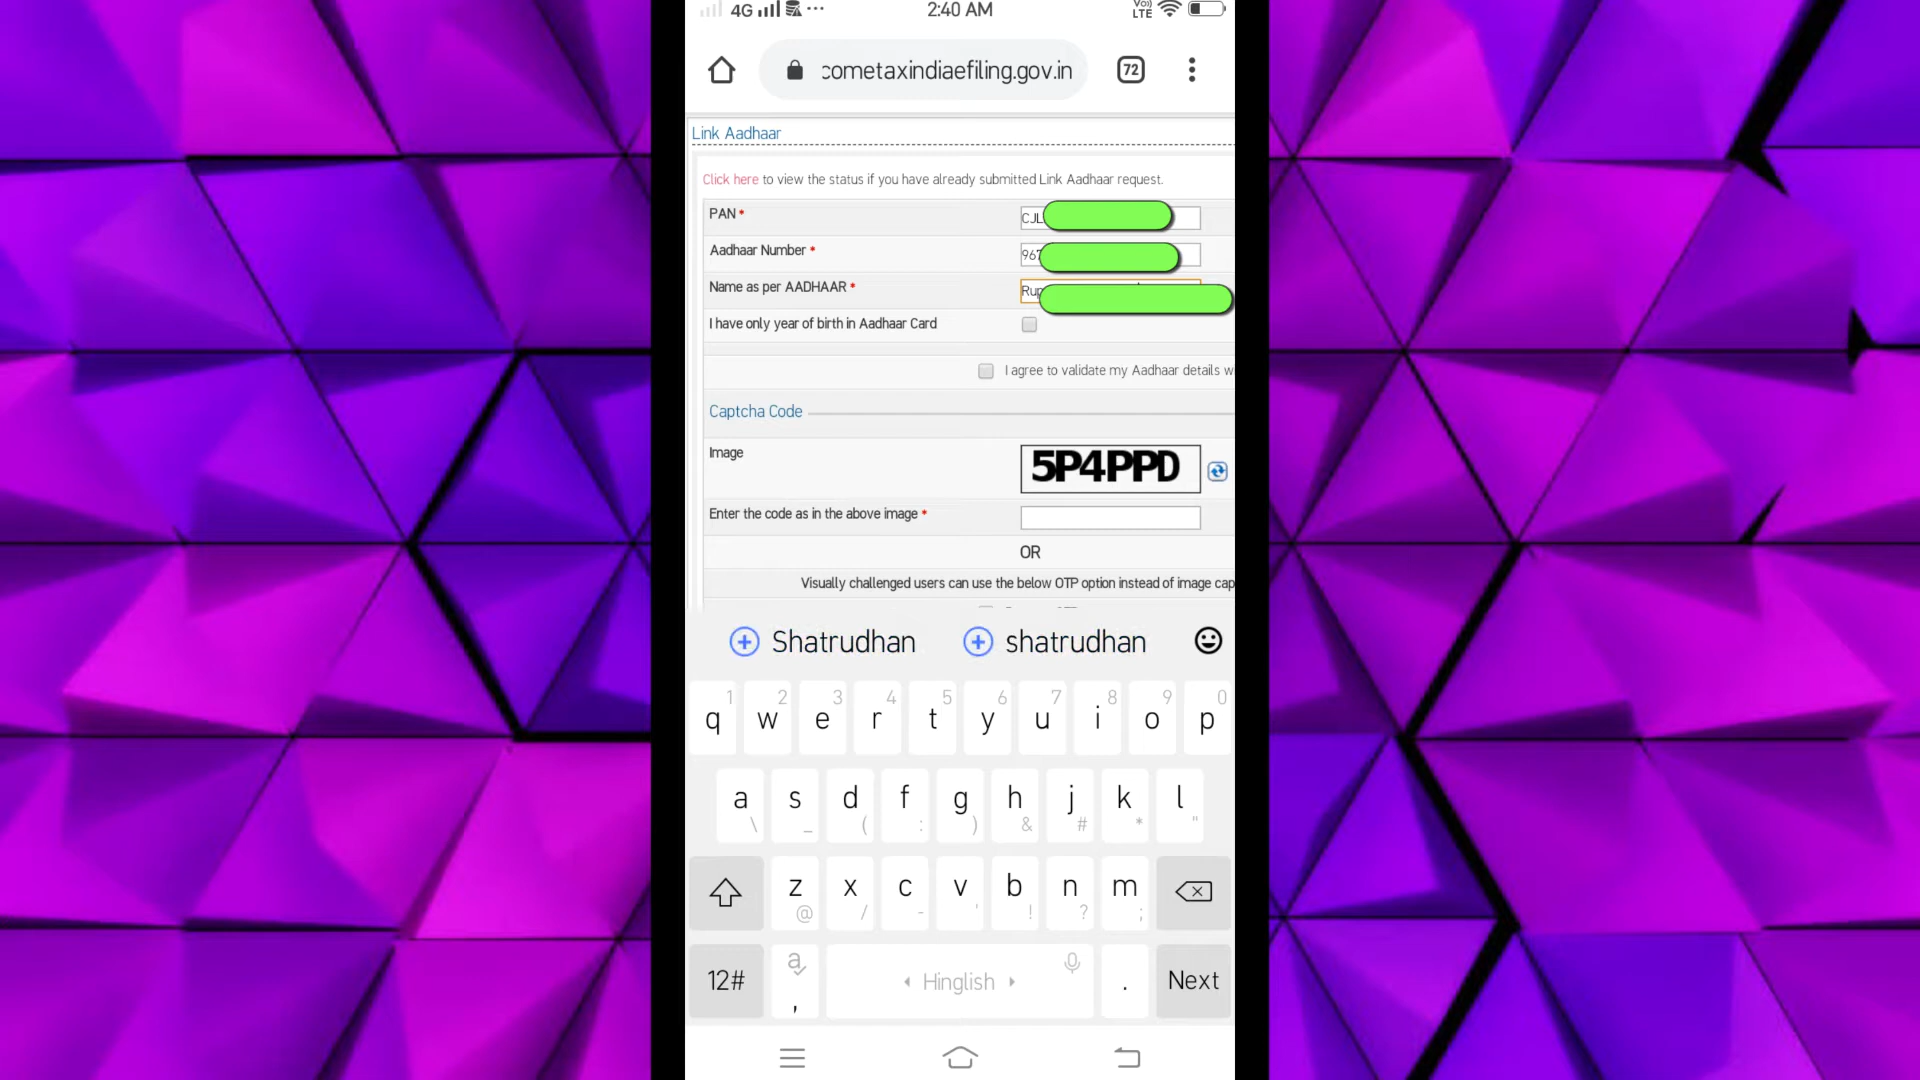 4G 2:40 AM VoD LTE
cometaxindiaefiling.gov.in 72
Link Aadhaar
Click here to view the status if you have already submitted Link Aadhaar request.
PAN * CJL
Aadhaar Number * 967
Name as per AADHAAR * Rup
I have only year of birth in Aadhaar Card
I agree to validate my Aadhaar details w
Captcha Code
Image 5P4PPD
Enter the code as in the above image *
OR
Visually challenged users can use the below OTP option instead of image cap
Shatrudhan shatrudhan
1 2 3 4 5 6 7 8 9 0
q w e r t y u i o p
a s d f g h j k l
\ _ ( : ) & # * "
z x c v b n m
@ / - ' ! ? ;
12# a , Hinglish . Next